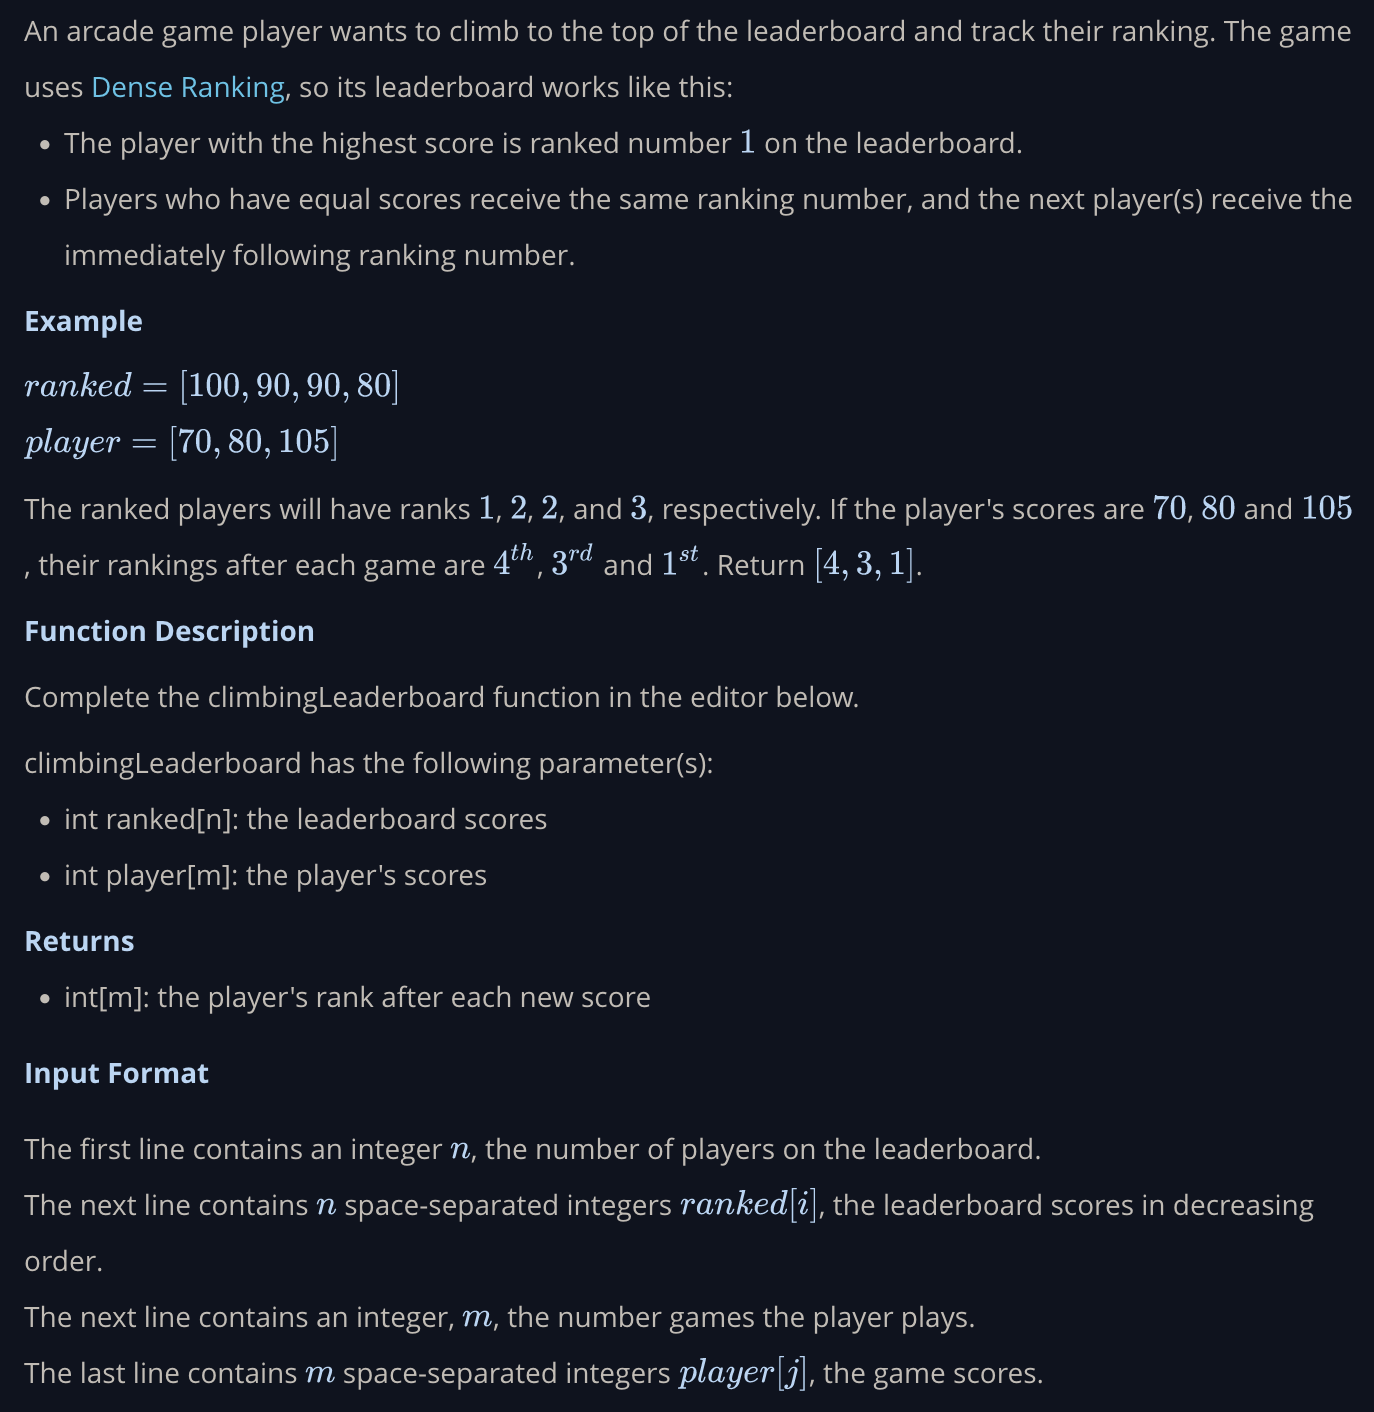 An arcade game player wants to climb to the top of the leaderboard and track their ranking. The game
uses Dense Ranking, so its leaderboard works like this:
• The player with the highest score is ranked number 1 on the leaderboard.
• Players who have equal scores receive the same ranking number, and the next player(s) receive the
immediately following ranking number.
Example
ranked = [100, 90, 90, 80]
player = [70, 80, 105]
The ranked players will have ranks 1, 2, 2, and 3, respectively. If the player's scores are 70, 80 and 105
, their rankings after each game are 4th, 3rd and 1st. Return [4, 3, 1].
Function Description
Complete the climbingLeaderboard function in the editor below.
climbingLeaderboard has the following parameter(s):
• int ranked[n]: the leaderboard scores
• int player[m]: the player's scores
Returns
• int[m]: the player's rank after each new score
Input Format
The first line contains an integer n, the number of players on the leaderboard.
The next line contains n space-separated integers ranked[i], the leaderboard scores in decreasing
order.
The next line contains an integer, m, the number games the player plays.
The last line contains m space-separated integers player[j], the game scores.